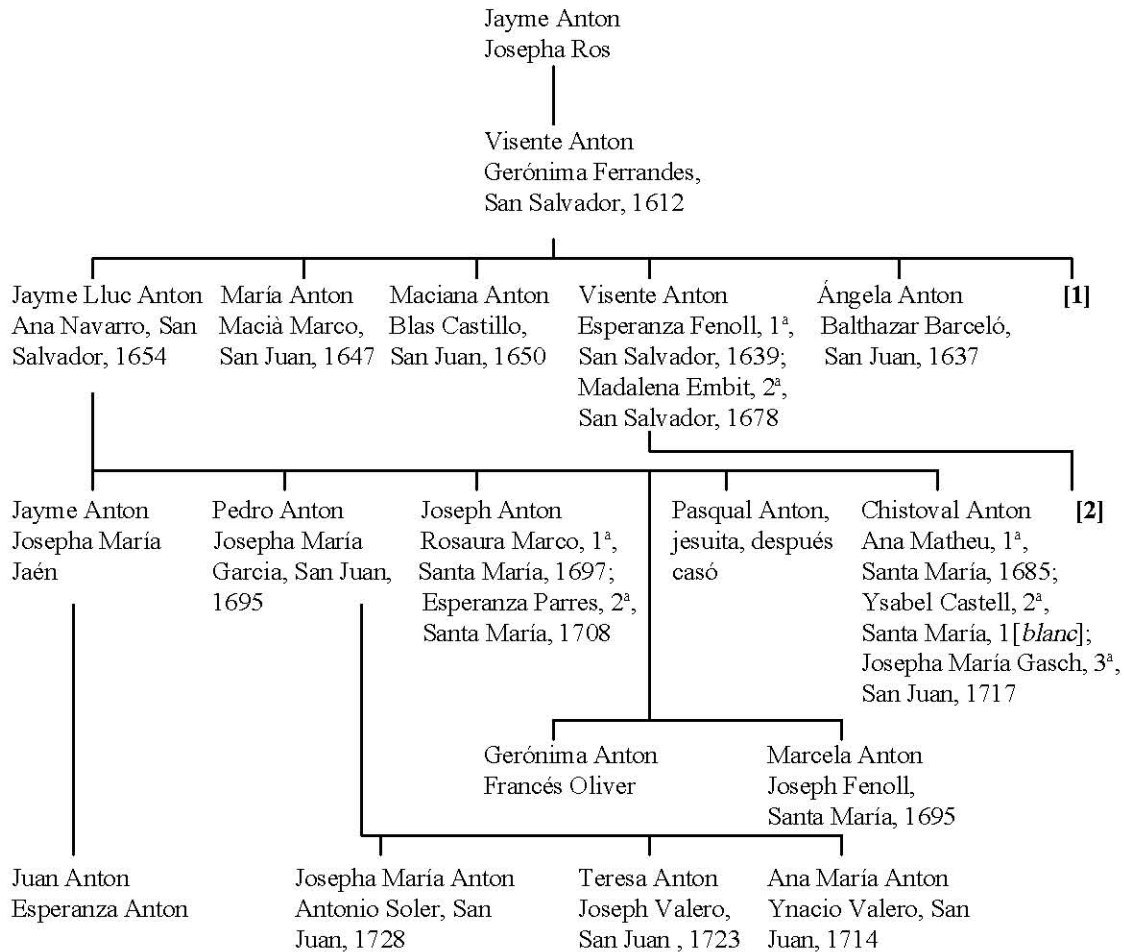 Jayme Anton
Josepha Ros
Visente Anton
Gerónima Ferrandes,
San Salvador, 1612
Jayme Lluc Anton
Ana Navarro, San
Salvador, 1654
María Anton
Macià Marco,
San Juan, 1647
Maciana Anton
Blas Castillo,
San Juan, 1650
Visente Anton
Esperanza Fenoll, 1ª,
San Salvador, 1639;
Madalena Embit, 2ª,
San Salvador, 1678
Ángela Anton
Balthazar Barceló,
San Juan, 1637
[1]
Jayme Anton
Josepha María
Jaén
Pedro Anton
Josepha María
Garcia, San Juan,
1695
Joseph Anton
Rosaura Marco, 1ª,
Santa María, 1697;
Esperanza Parres, 2ª,
Santa María, 1708
Pasqual Anton,
jesuita, después
casó
Chistoval Anton
Ana Matheu, 1ª,
Santa María, 1685;
Ysabel Castell, 2ª,
Santa María, 1[blanc];
Josepha María Gasch, 3ª,
San Juan, 1717
[2]
Gerónima Anton
Francés Oliver
Marcela Anton
Joseph Fenoll,
Santa María, 1695
Juan Anton
Esperanza Anton
Josepha María Anton
Antonio Soler, San
Juan, 1728
Teresa Anton
Joseph Valero,
San Juan , 1723
Ana María Anton
Ynacio Valero, San
Juan, 1714